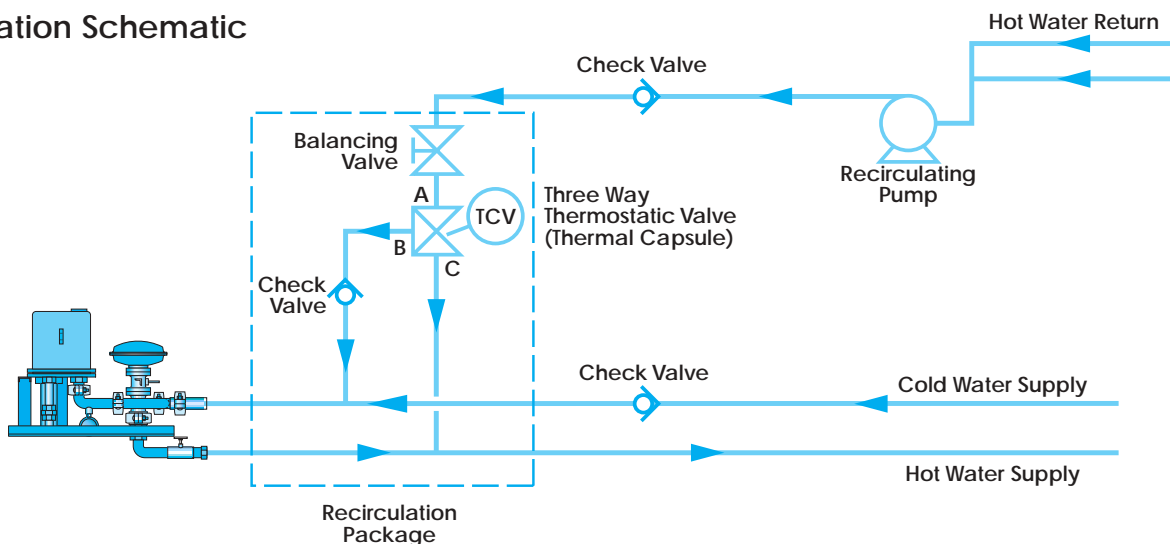 ation Schematic
Hot Water Return
Check Valve
Balancing
Valve
Recirculating
Pump
A
TCV
Three Way
Thermostatic Valve
(Thermal Capsule)
B
C
Check
Valve
Check Valve
Cold Water Supply
Hot Water Supply
Recirculation
Package